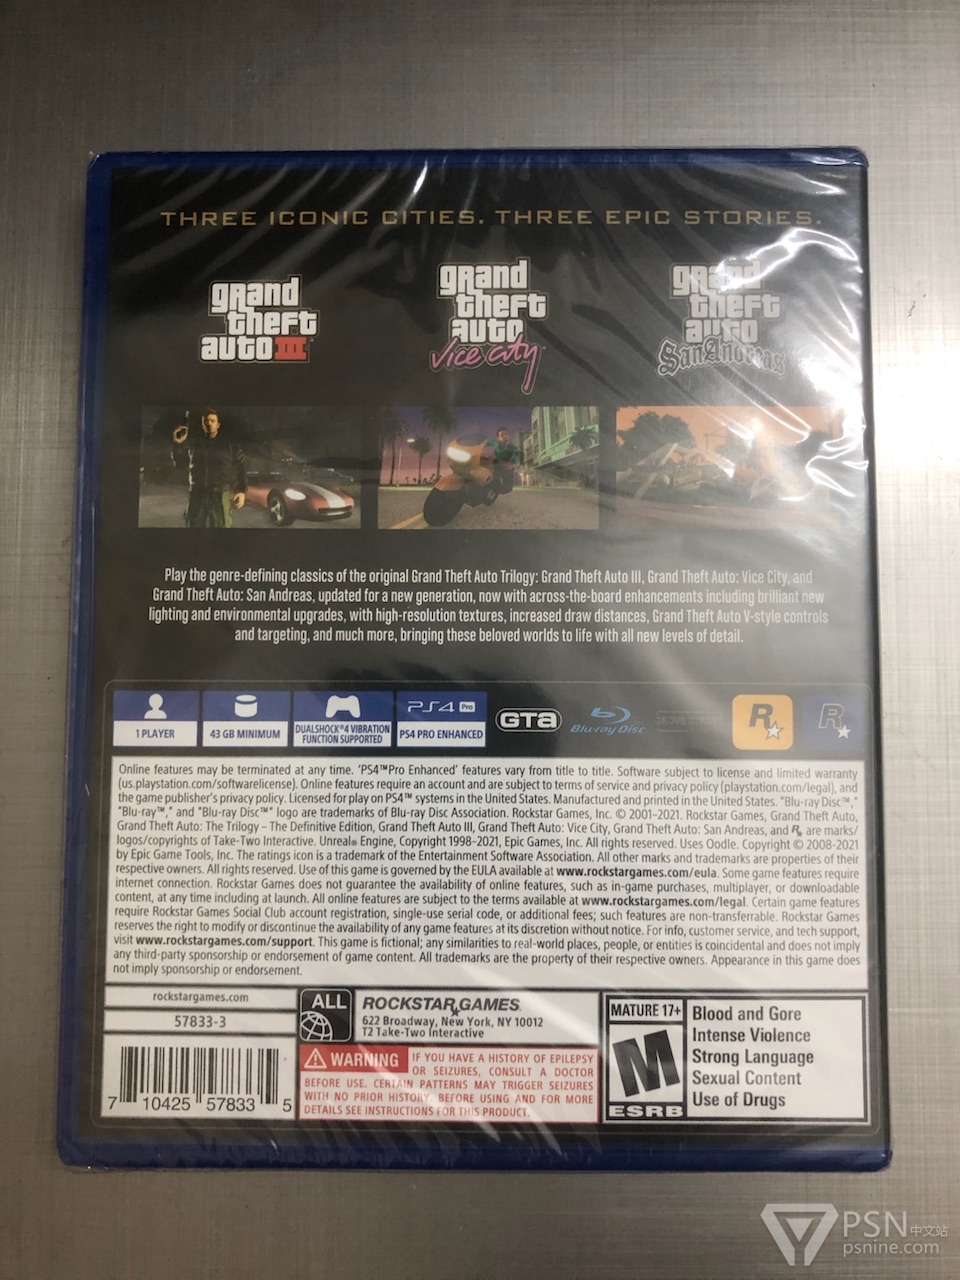 THREE ICONIC CITIES. THREE EPIC STORIES.
grand theft auto III
grand theft auto Vice City
grand theft auto San Andreas
Play the genre-defining classics of the original Grand Theft Auto Trilogy: Grand Theft Auto III, Grand Theft Auto: Vice City, and
Grand Theft Auto: San Andreas, updated for a new generation, now with across-the-board enhancements including brilliant new
lighting and environmental upgrades, with high-resolution textures, increased draw distances, Grand Theft Auto V-style controls
and targeting, and much more, bringing these beloved worlds to life with all new levels of detail.
1 PLAYER
43 GB MINIMUM
DUALSHOCK®4 VIBRATION
FUNCTION SUPPORTED
PS4 Pro
PS4 PRO ENHANCED
GTA
Blu-ray Disc
GROVE STREET
R
R
Online features may be terminated at any time. 'PS4™Pro Enhanced' features vary from title to title. Software subject to license and limited warranty
(us.playstation.com/softwarelicense). Online features require an account and are subject to terms of service and privacy policy (playstation.com/legal), and
the game publisher's privacy policy. Licensed for play on PS4™ systems in the United States. Manufactured and printed in the United States. "Blu-ray Disc™,"
"Blu-ray™," and "Blu-ray Disc™" logo are trademarks of Blu-ray Disc Association. Rockstar Games, Inc. © 2001-2021. Rockstar Games, Grand Theft Auto,
Grand Theft Auto: The Trilogy – The Definitive Edition, Grand Theft Auto III, Grand Theft Auto: Vice City, Grand Theft Auto: San Andreas, and R* are marks/
logos/copyrights of Take-Two Interactive. Unreal® Engine, Copyright 1998-2021, Epic Games, Inc. All rights reserved. Uses Oodle. Copyright © 2008-2021
by Epic Game Tools, Inc. The ratings icon is a trademark of the Entertainment Software Association. All other marks and trademarks are properties of their
respective owners. All rights reserved. Use of this game is governed by the EULA available at www.rockstargames.com/eula. Some game features require
internet connection. Rockstar Games does not guarantee the availability of online features, such as in-game purchases, multiplayer, or downloadable
content, at any time including at launch. All online features are subject to the terms available at www.rockstargames.com/legal. Certain game features
require Rockstar Games Social Club account registration, single-use serial code, or additional fees; such features are non-transferrable. Rockstar Games
reserves the right to modify or discontinue the availability of any game features at its discretion without notice. For info, customer service, and tech support,
visit www.rockstargames.com/support. This game is fictional; any similarities to real-world places, people, or entities is coincidental and does not imply
any third-party sponsorship or endorsement of game content. All trademarks are the property of their respective owners. Appearance in this game does
not imply sponsorship or endorsement.
rockstargames.com
57833-3
7 10425 57833 5
ALL
ROCKSTAR GAMES
622 Broadway, New York, NY 10012
T2 Take-Two Interactive
WARNING IF YOU HAVE A HISTORY OF EPILEPSY
OR SEIZURES, CONSULT A DOCTOR
BEFORE USE. CERTAIN PATTERNS MAY TRIGGER SEIZURES
WITH NO PRIOR HISTORY. BEFORE USING AND FOR MORE
DETAILS SEE INSTRUCTIONS FOR THIS PRODUCT.
MATURE 17+
M
ESRB
Blood and Gore
Intense Violence
Strong Language
Sexual Content
Use of Drugs
PSN中文站
psnine.com